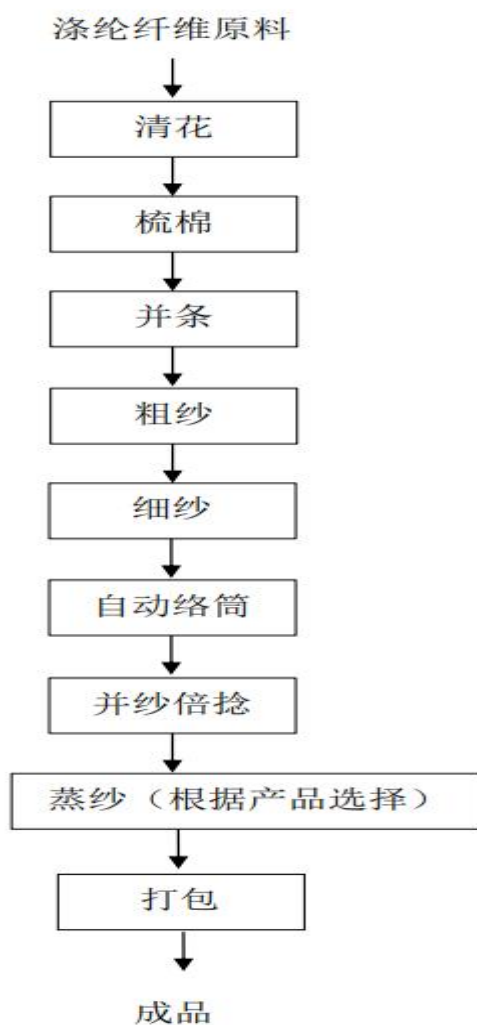 涤纶纤维原料
清花
梳棉
并条
粗纱
细纱
自动络筒
并纱倍捻
蒸纱（根据产品选择）
打包
成品